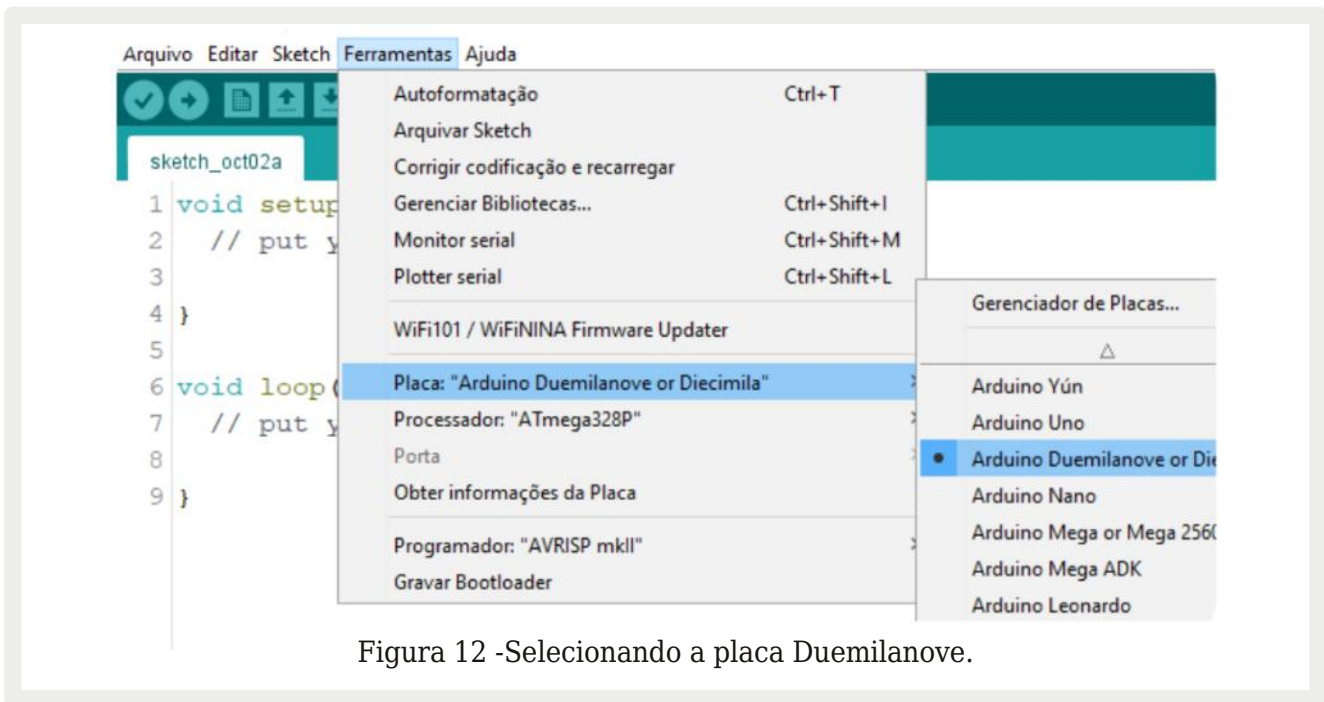 Arquivo Editar Sketch Ferramentas Ajuda
sketch_oct02a
1 void setup
2 // put y
3
4 }
5
6 void loop(
7 // put y
8
9 }
Autoformatação Ctrl+T
Arquivar Sketch
Corrigir codificação e recarregar
Gerenciar Bibliotecas... Ctrl+Shift+I
Monitor serial Ctrl+Shift+M
Plotter serial Ctrl+Shift+L
WiFi101 / WiFiNINA Firmware Updater
Placa: "Arduino Duemilanove or Diecimila"
Processador: "ATmega328P"
Porta
Obter informações da Placa
Programador: "AVRISP mkII"
Gravar Bootloader
Gerenciador de Placas...
Arduino Yún
Arduino Uno
Arduino Duemilanove or Die
Arduino Nano
Arduino Mega or Mega 2560
Arduino Mega ADK
Arduino Leonardo
Figura 12 -Selecionando a placa Duemilanove.